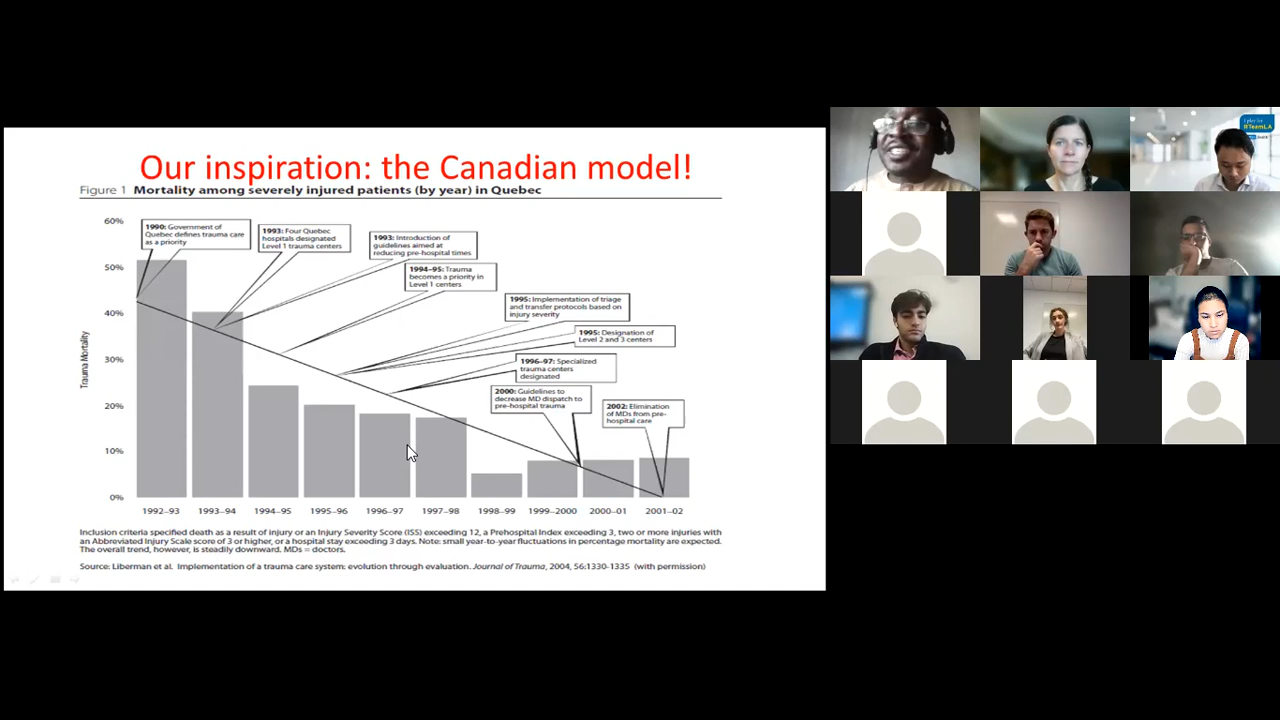 Our inspiration: the Canadian model!
Figure 1 Mortality among severely injured patients (by year) in Quebec
60%
50%
40%
30%
20%
10%
0%
Trauma Mortality
1990: Government of
Quebec defines trauma care
as a priority
1993: Four Quebec
hospitals designated
Level 1 trauma centers
1993: Introduction of
guidelines aimed at
reducing pre-hospital times
1994–95: Trauma
becomes a priority in
Level 1 centers
1995: Implementation of triage
and transfer protocols based on
injury severity
1995: Designation of
Level 2 and 3 centers
1996–97: Specialized
trauma centers
designated
2000: Guidelines to
decrease MD dispatch to
pre-hospital trauma
2002: Elimination
of MDs from pre-
hospital care
1992–93 1993–94 1994–95 1995–96 1996–97 1997–98 1998–99 1999–2000 2000–01 2001–02
Inclusion criteria specified death as a result of injury or an Injury Severity Score (ISS) exceeding 12, a Prehospital Index exceeding 3, two or more injuries with
an Abbreviated Injury Scale score of 3 or higher, or a hospital stay exceeding 3 days. Note: small year-to-year fluctuations in percentage mortality are expected.
The overall trend, however, is steadily downward. MDs = doctors.
Source: Liberman et al. Implementation of a trauma care system: evolution through evaluation. Journal of Trauma, 2004, 56:1330-1335 (with permission)
I play for
#TeamLA